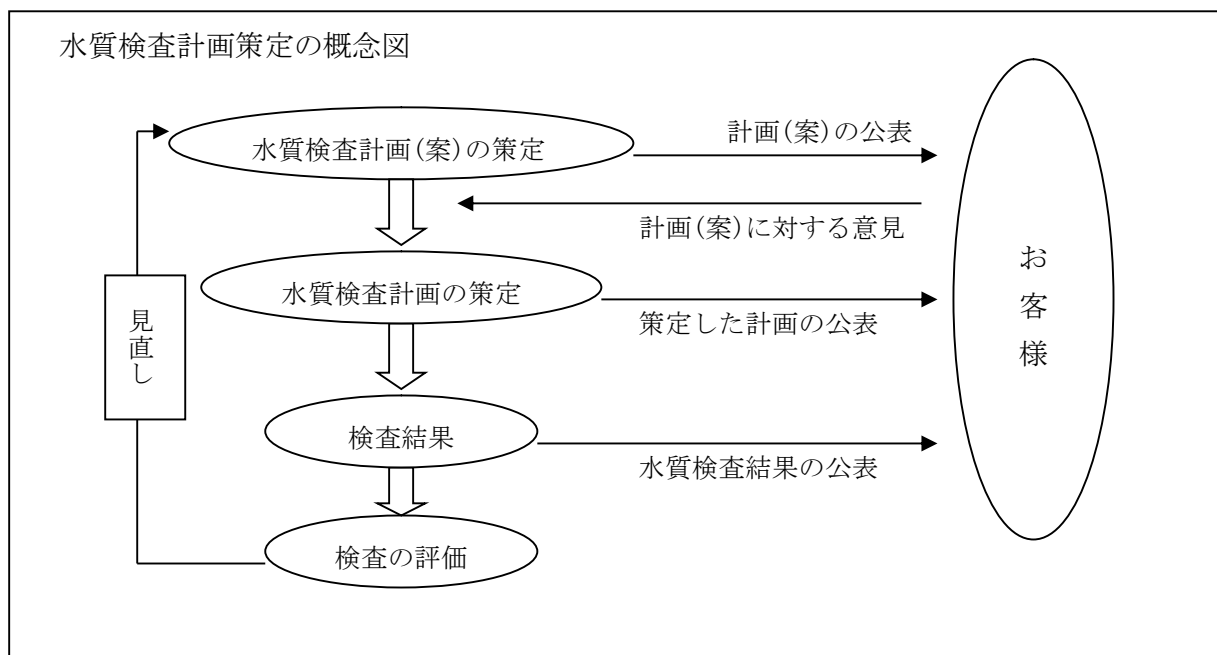 水質検査計画策定の概念図
水質検査計画(案)の策定
計画(案)の公表
計画(案)に対する意見
水質検査計画の策定
策定した計画の公表
お客様
見直し
検査結果
水質検査結果の公表
検査の評価